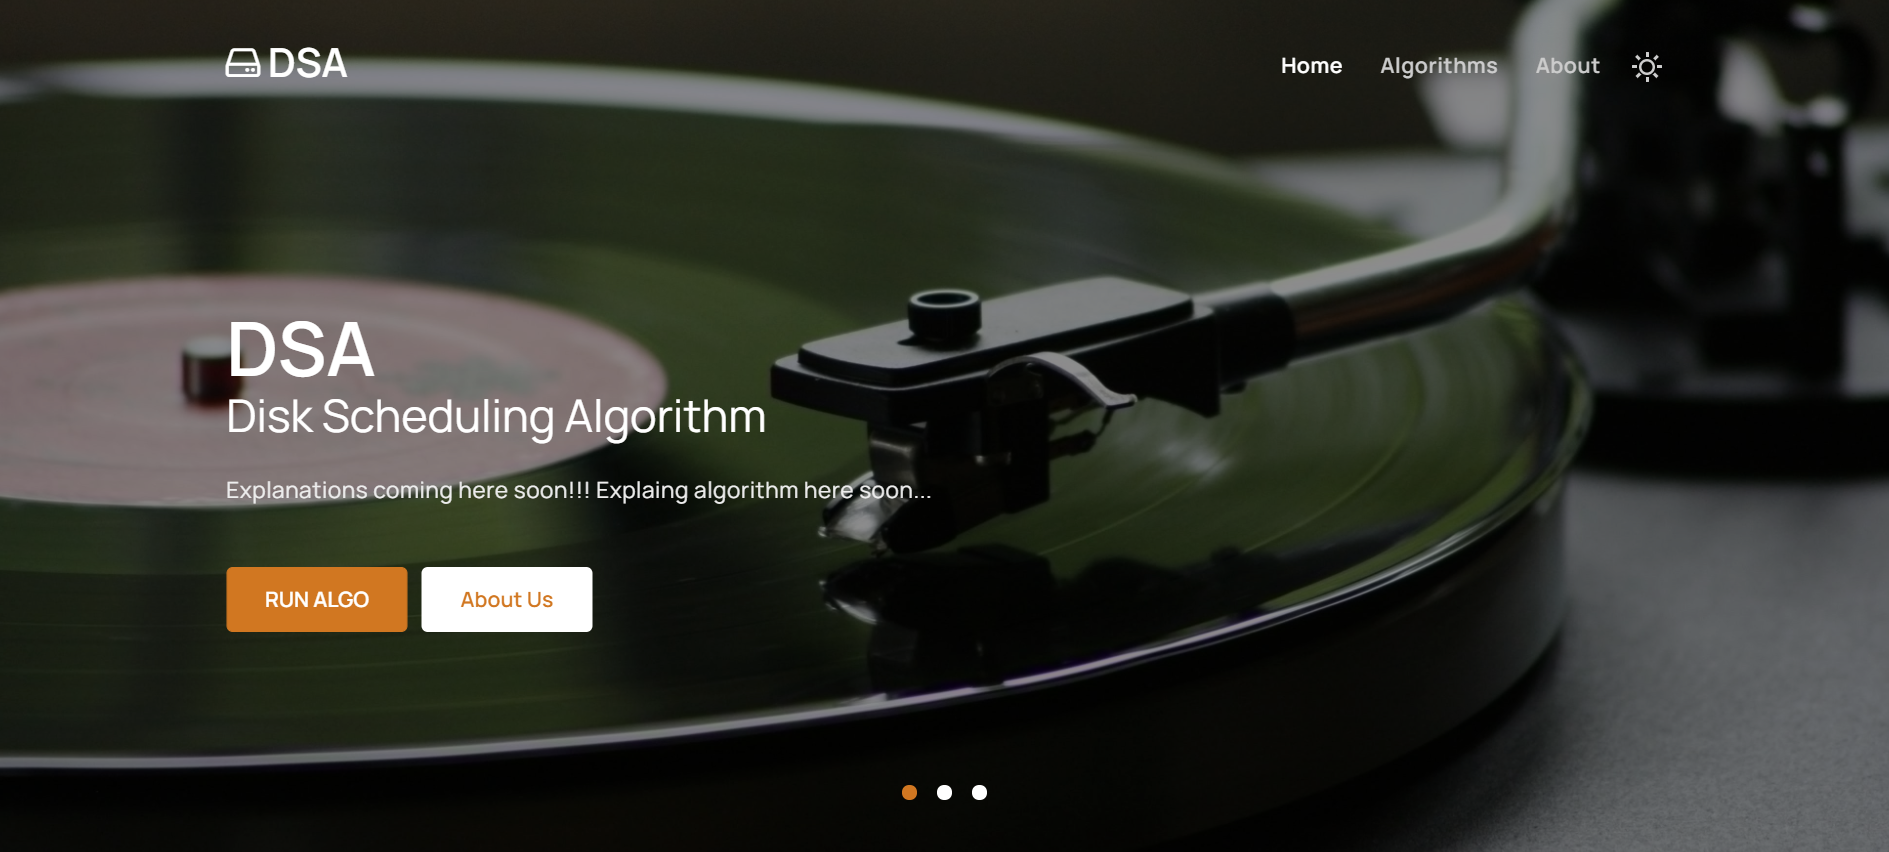 DSA
Home Algorithms About
DSA
Disk Scheduling Algorithm
Explanations coming here soon!!! Explaing algorithm here soon...
RUN ALGO About Us